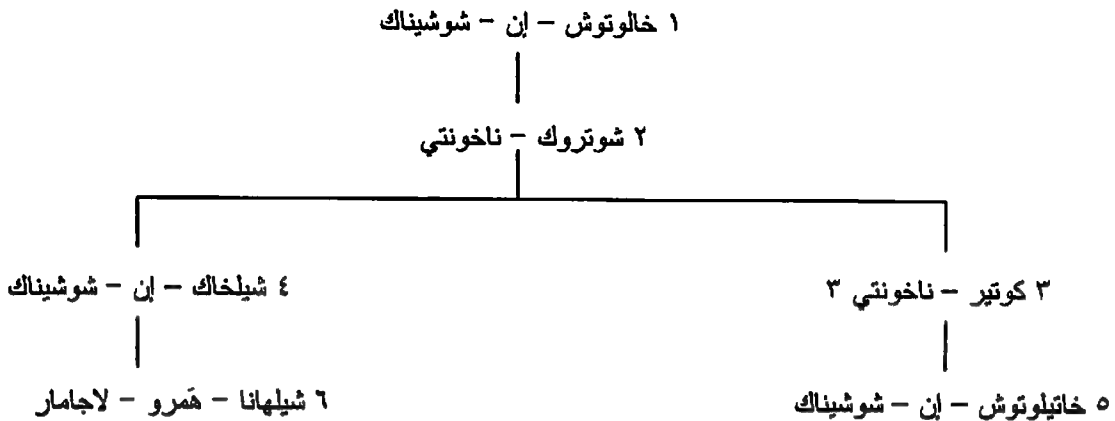 ١ خالوتوش – إن – شوشيناك
٢ شوتروك – ناخونتي
٣ كوتير – ناخونتي ٣
٤ شيلخاك – إن – شوشيناك
٥ خاتيلوتوش – إن – شوشيناك
٦ شيلهانا – هَمرو – لاجامار